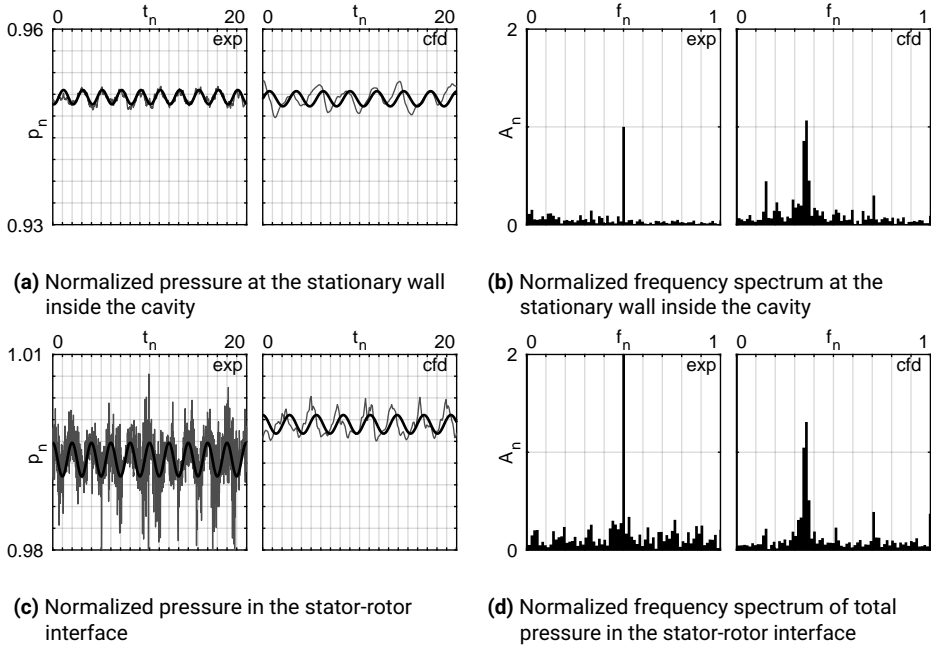 0 t_n 20 0 t_n 20 0 f_n 1 0 f_n 1
0.96 exp cfd 2 exp cfd
p_n A_n
0.93 0
(a) Normalized pressure at the stationary wall
inside the cavity
(b) Normalized frequency spectrum at the
stationary wall inside the cavity
0 t_n 20 0 t_n 20 0 f_n 1 0 f_n 1
1.01 exp cfd 2 exp cfd
p_n A_n
0.98 0
(c) Normalized pressure in the stator-rotor
interface
(d) Normalized frequency spectrum of total
pressure in the stator-rotor interface